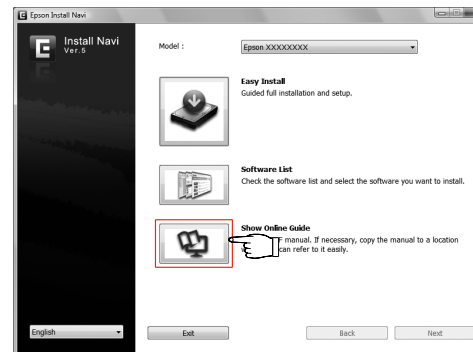 Epson Install Navi
Install Navi
Ver.5
Model :
Epson XXXXXXXX
Easy Install
Guided full installation and setup.
Software List
Check the software list and select the software you want to install.
Show Online Guide
F manual. If necessary, copy the manual to a location
can refer to it easily.
English
Exit
Back
Next